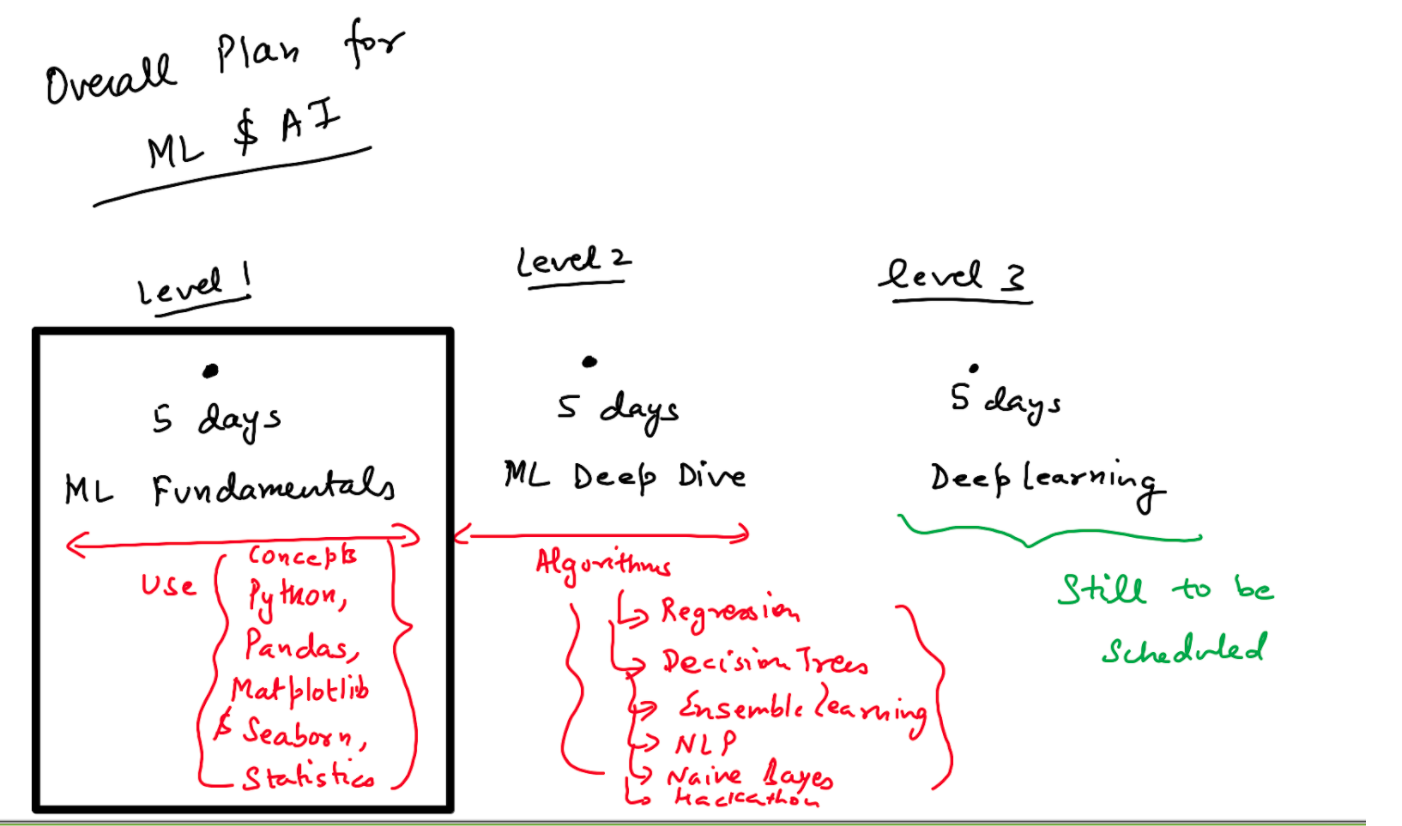 Overall Plan for
ML $ AI
Level 1
5 days
ML Fundamentals
Use
Concepts
Python,
Pandas,
Matplotlib
$ Seaborn,
Statistics
Level 2
5 days
ML Deep Dive
Algorithms
Regression
Decision Trees
Ensemble Learning
NLP
Naive Bayes
Hackathon
Level 3
5 days
Deep Learning
Still to be
Scheduled